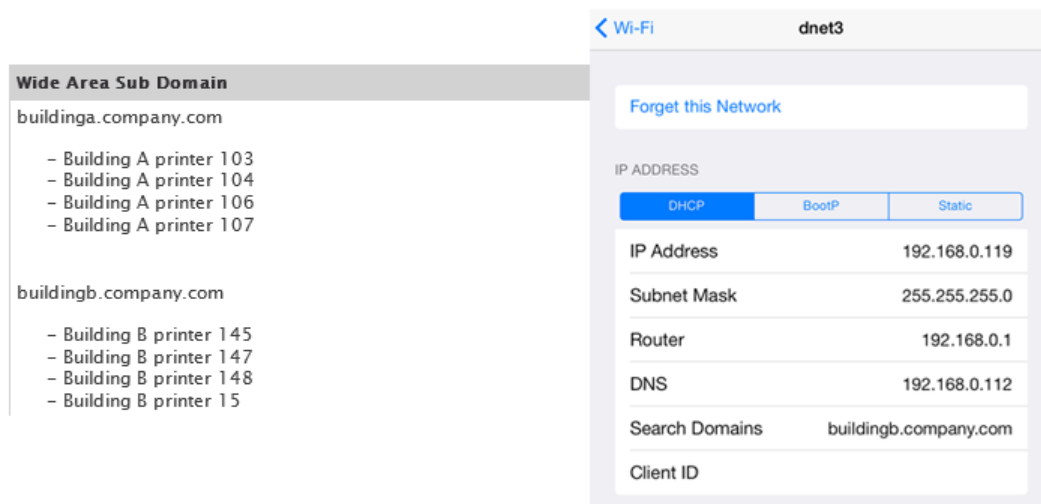 Wide Area Sub Domain
buildinga.company.com
– Building A printer 103
– Building A printer 104
– Building A printer 106
– Building A printer 107
buildingb.company.com
– Building B printer 145
– Building B printer 147
– Building B printer 148
– Building B printer 15
Wi-Fi dnet3
Forget this Network
IP ADDRESS
DHCP BootP Static
IP Address 192.168.0.119
Subnet Mask 255.255.255.0
Router 192.168.0.1
DNS 192.168.0.112
Search Domains buildingb.company.com
Client ID